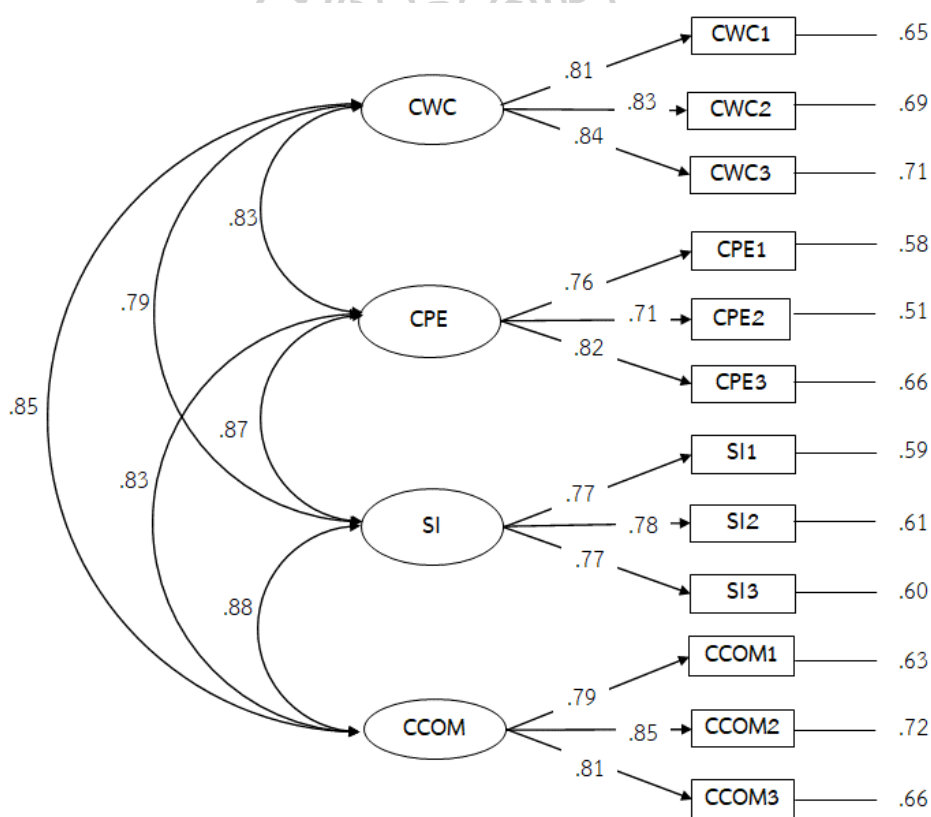 CWC1
.65
.81
CWC
.83
CWC2
.69
.84
CWC3
.71
.83
CPE1
.58
.76
.79
CPE
.71
CPE2
.51
.82
CPE3
.66
.85
.87
SI1
.59
.83
.77
SI
.78
SI2
.61
.77
SI3
.60
.88
CCOM1
.63
.79
CCOM
.85
CCOM2
.72
.81
CCOM3
.66